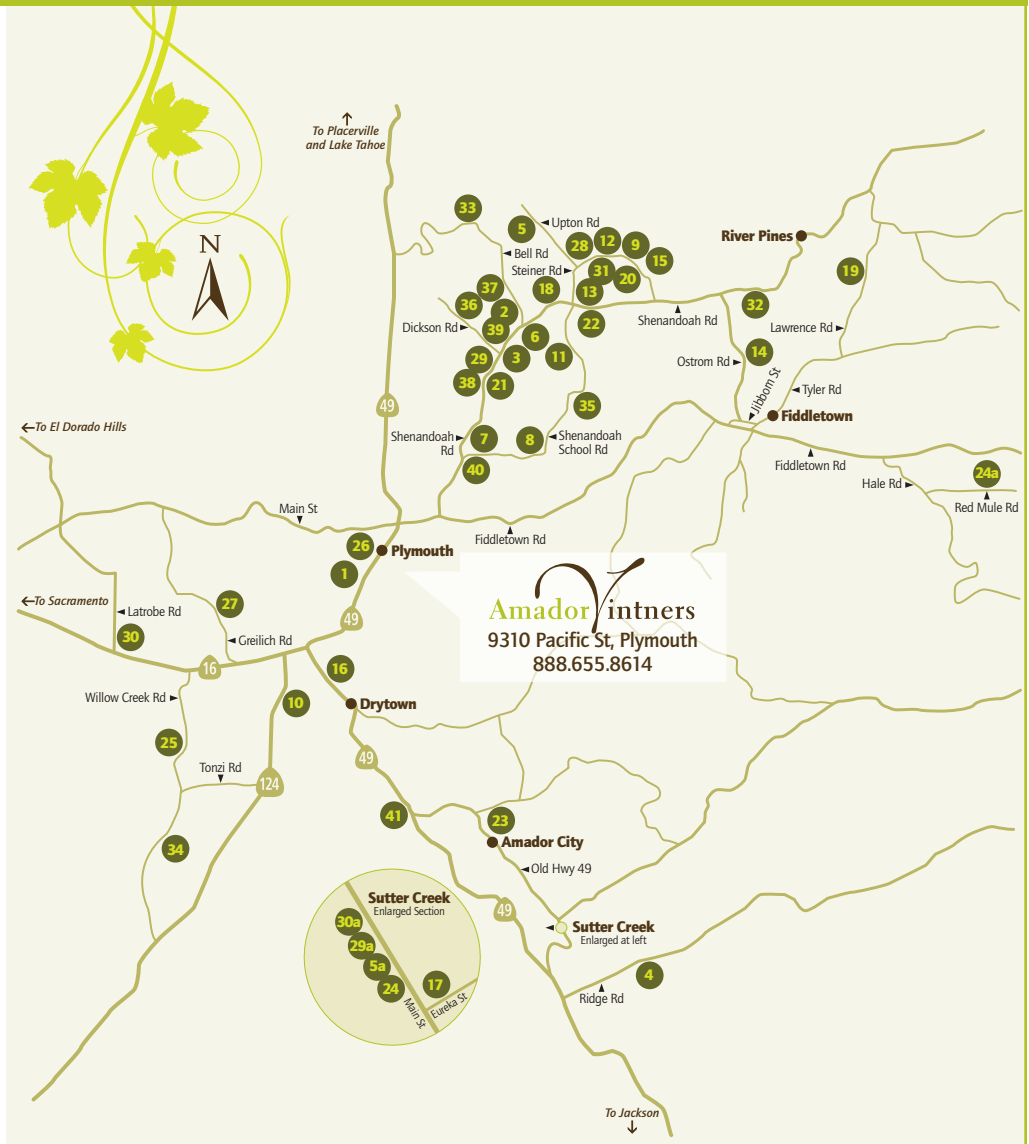 To Placerville
and Lake Tahoe
N
33
5
Upton Rd
28
12
9
15
Bell Rd
Steiner Rd
31
20
River Pines
19
37
36
2
18
13
32
Dickson Rd
39
6
22
Shenandoah Rd
Lawrence Rd
29
3
11
14
Ostrom Rd
38
21
Jibbom St
Tyler Rd
49
35
Fiddletown
To El Dorado Hills
Shenandoah
Rd
7
8
Shenandoah
School Rd
40
Fiddletown Rd
24a
Hale Rd
Red Mule Rd
Main St
Fiddletown Rd
26
Plymouth
1
To Sacramento
27
Latrobe Rd
30
Greilich Rd
49
Amador Vintners
9310 Pacific St, Plymouth
888.655.8614
16
16
Willow Creek Rd
10
Drytown
25
49
Tonzi Rd
124
41
23
34
Amador City
Old Hwy 49
Sutter Creek
Enlarged Section
49
30a
29a
5a
24
17
Main St
Eureka St
Sutter Creek
Enlarged at left
4
Ridge Rd
To Jackson